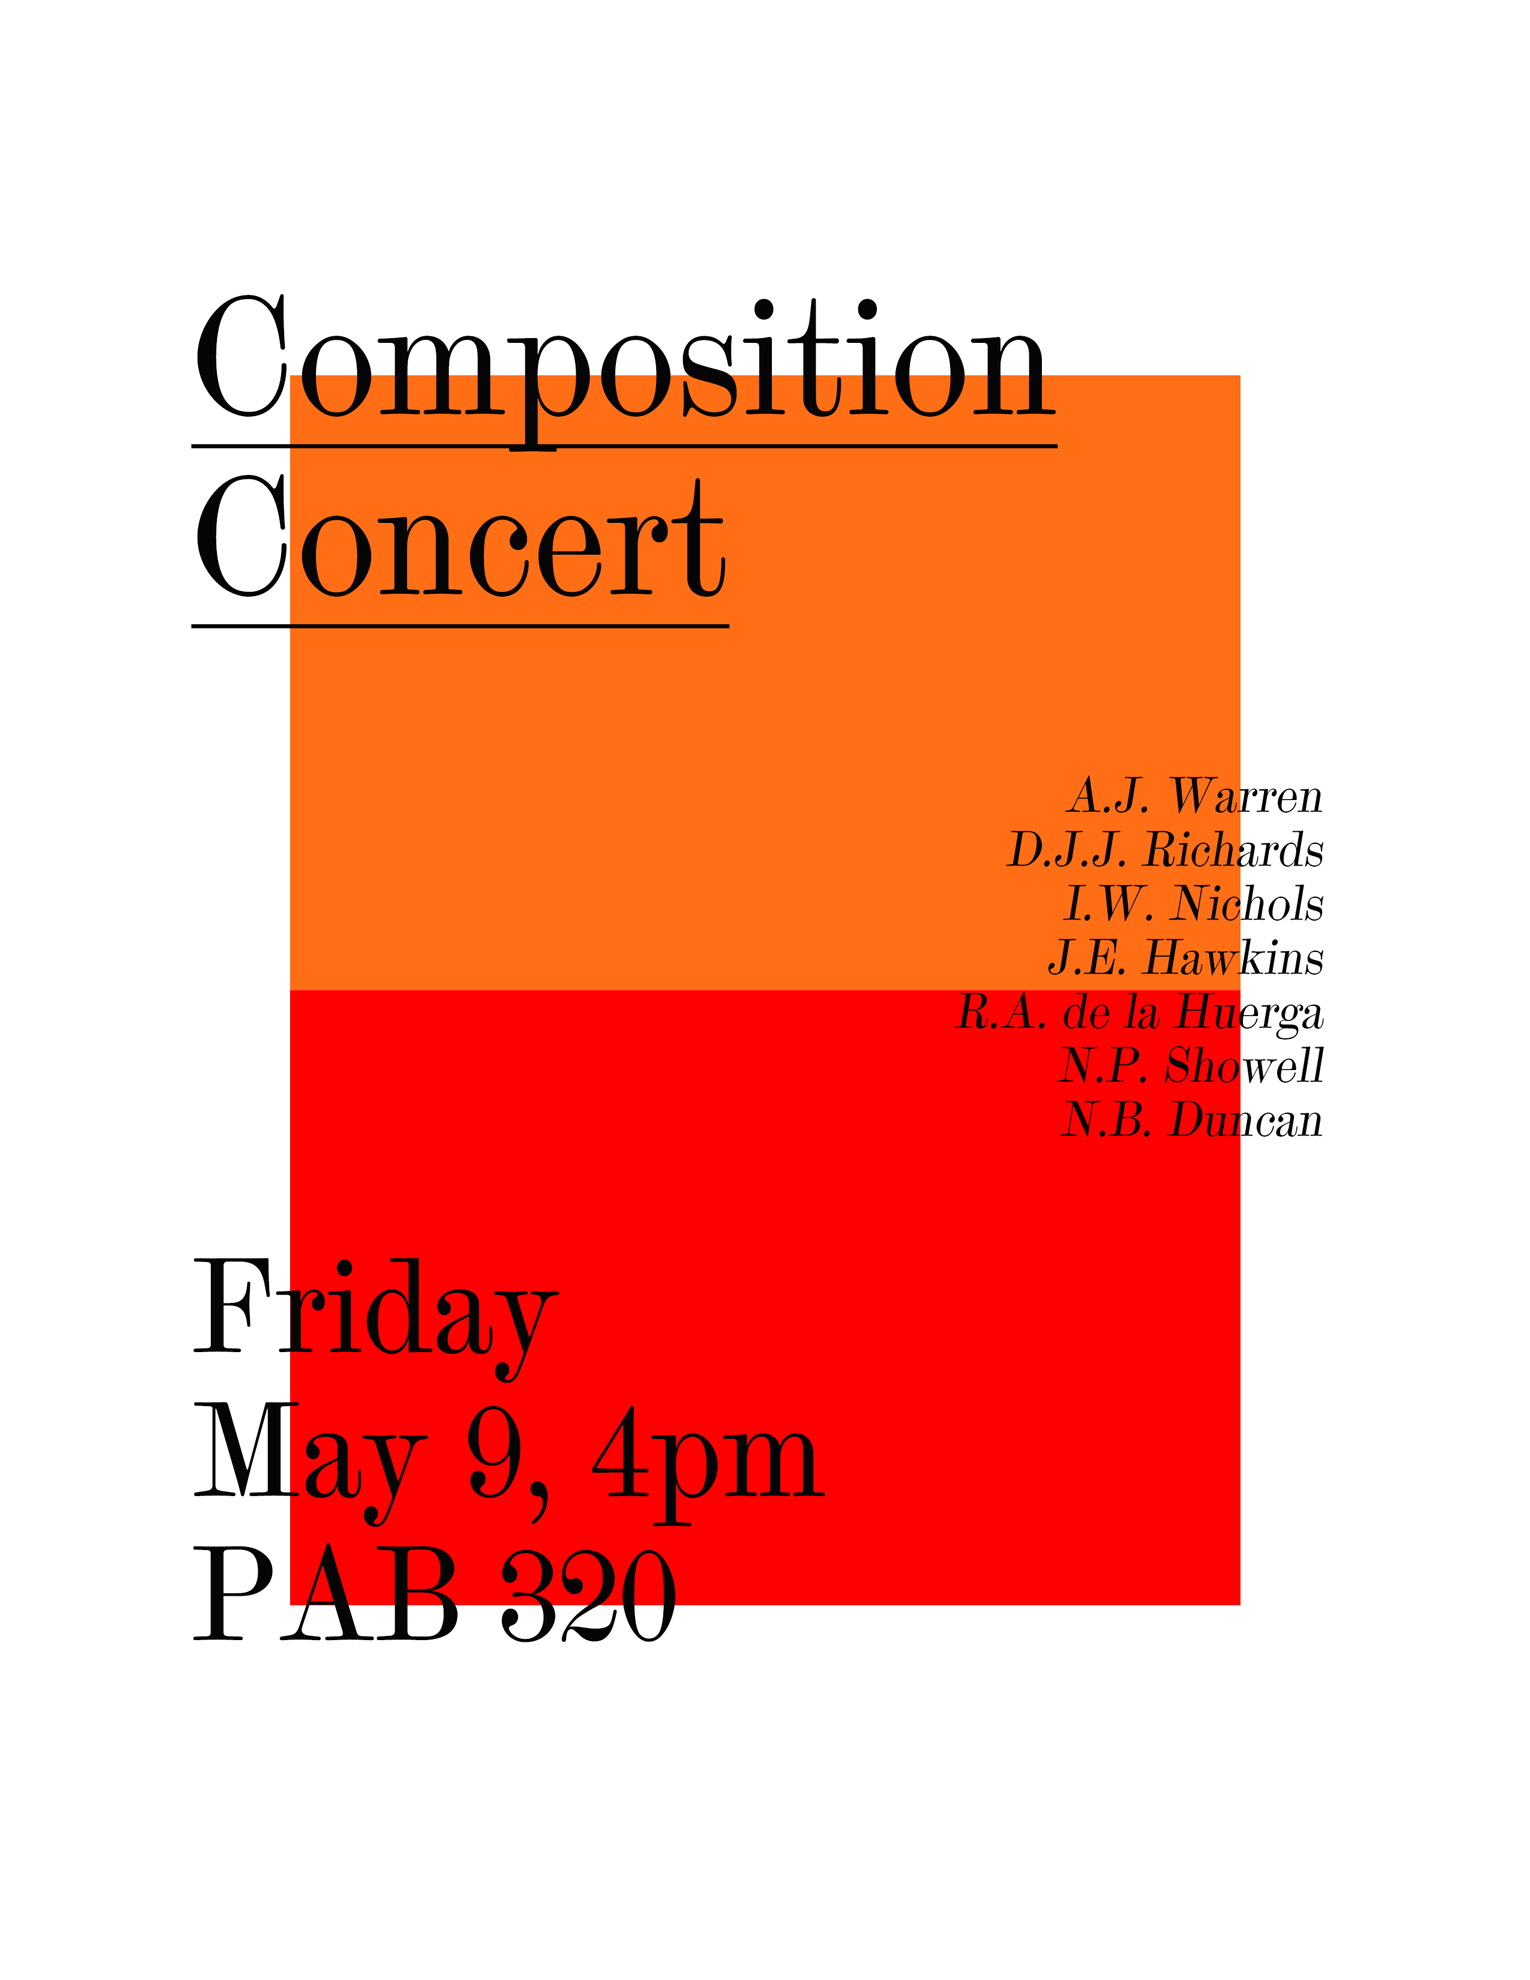 Composition
Concert
A.J. Warren
D.J.J. Richards
I.W. Nichols
J.E. Hawkins
R.A. de la Huerga
N.P. Showell
N.B. Duncan
Friday
May 9, 4pm
PAB 320